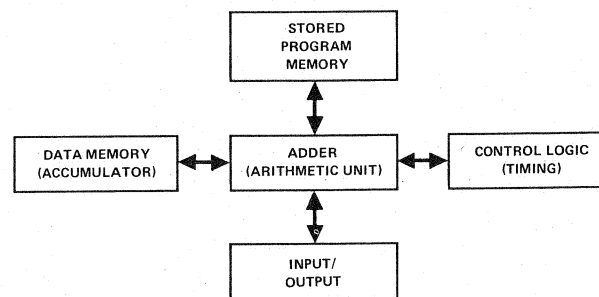 STORED
PROGRAM
MEMORY
DATA MEMORY
(ACCUMULATOR)
ADDER
(ARITHMETIC UNIT)
CONTROL LOGIC
(TIMING)
INPUT/
OUTPUT